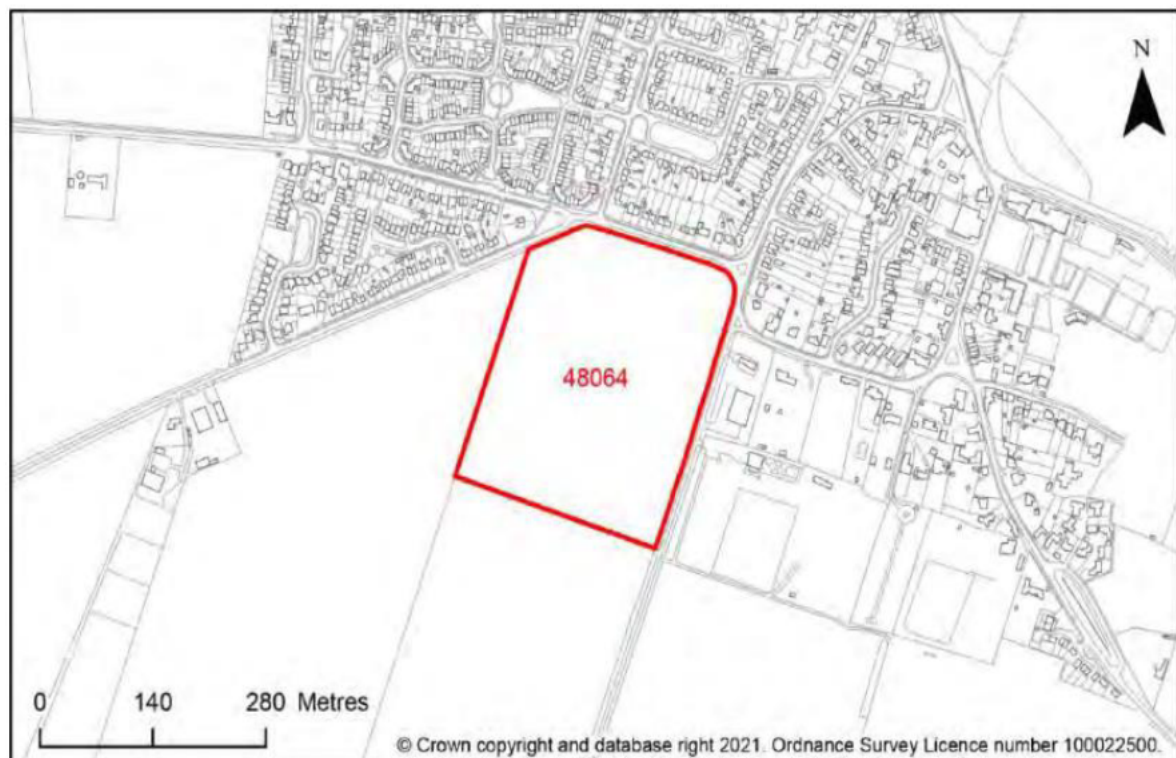 N
48064
0 140 280 Metres
© Crown copyright and database right 2021. Ordnance Survey Licence number 100022500.